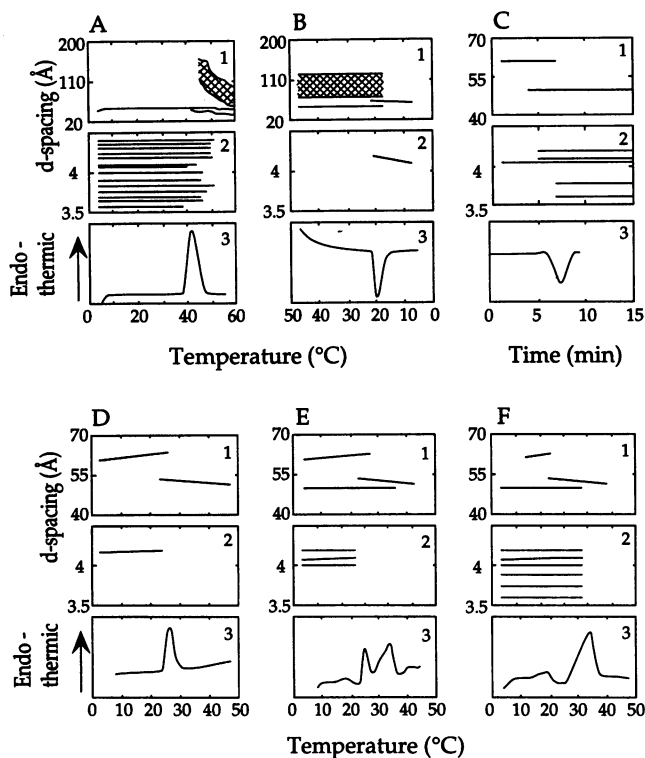 A B C
200 200 70
1 1 1
110 110 55
20 20 40
d-spacing (Å)
2 2 2
4 4 4
3.5 3.5 3.5
3 3 3
Endo-
thermic
0 20 40 60 50 20 10 0 0 5 10 15
Temperature (°C) Time (min)
D E F
70 70 70
1 1 1
55 55 55
40 40 40
d-spacing (Å)
2 2 2
4 4 4
3.5 3.5 3.5
3 3 3
Endo-
thermic
0 10 20 30 40 50 0 10 20 30 40 50 0 10 20 30 40 50
Temperature (°C)